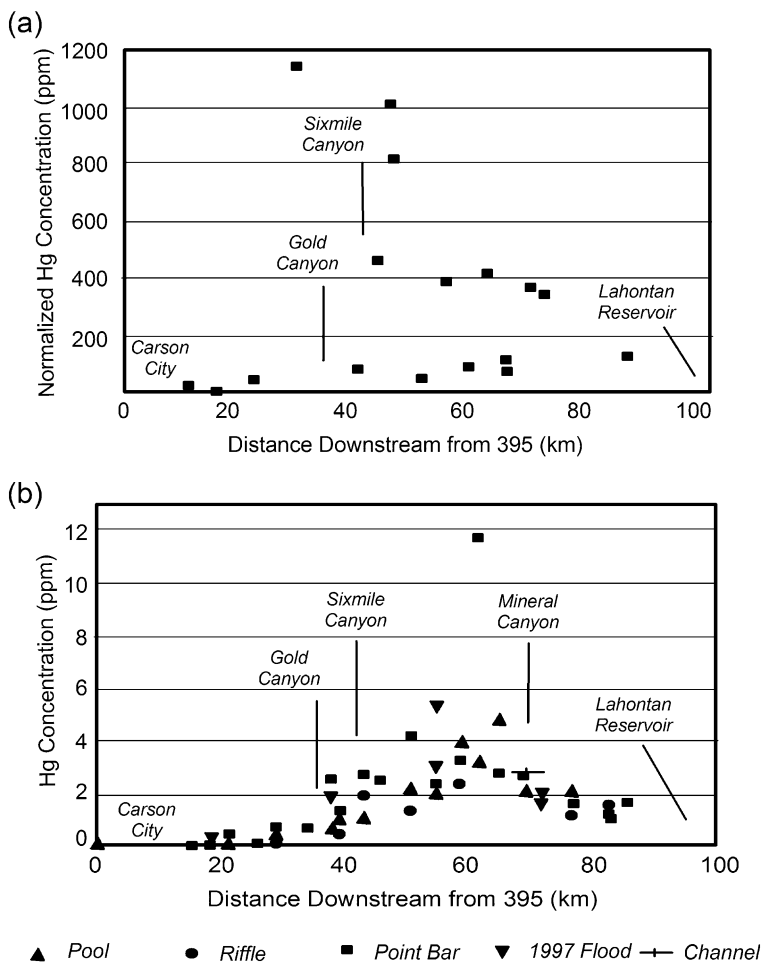 (a)
Normalized Hg Concentration (ppm)
1200
1000
800
600
400
200
Sixmile
Canyon
Gold
Canyon
Carson
City
Lahontan
Reservoir
0 20 40 60 80 100
Distance Downstream from 395 (km)
(b)
Hg Concentration (ppm)
12
10
8
6
4
2
0
Sixmile
Canyon
Mineral
Canyon
Gold
Canyon
Lahontan
Reservoir
Carson
City
0 20 40 60 80 100
Distance Downstream from 395 (km)
Pool Riffle Point Bar 1997 Flood Channel